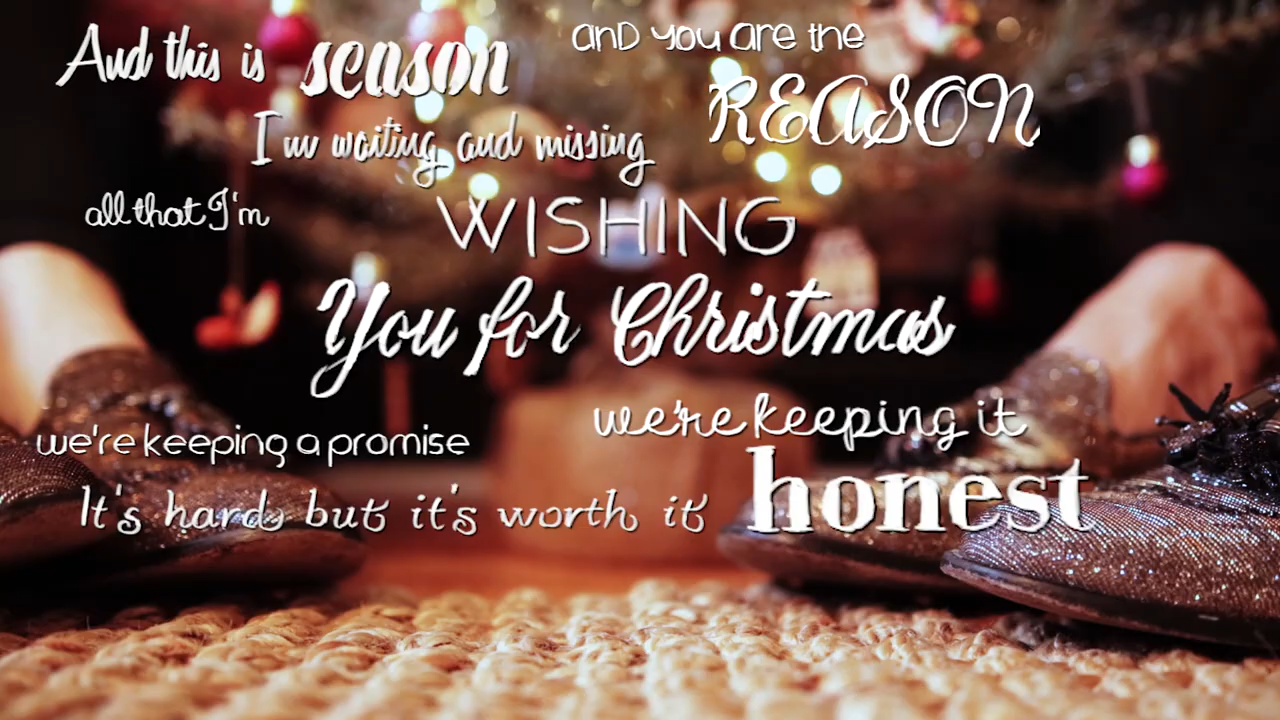 And this is season
and you are the
REASON
I'm waiting and missing
all that I'm
WISHING
You for Christmas
we're keeping it
we're keeping a promise
honest
It's hard but it's worth it